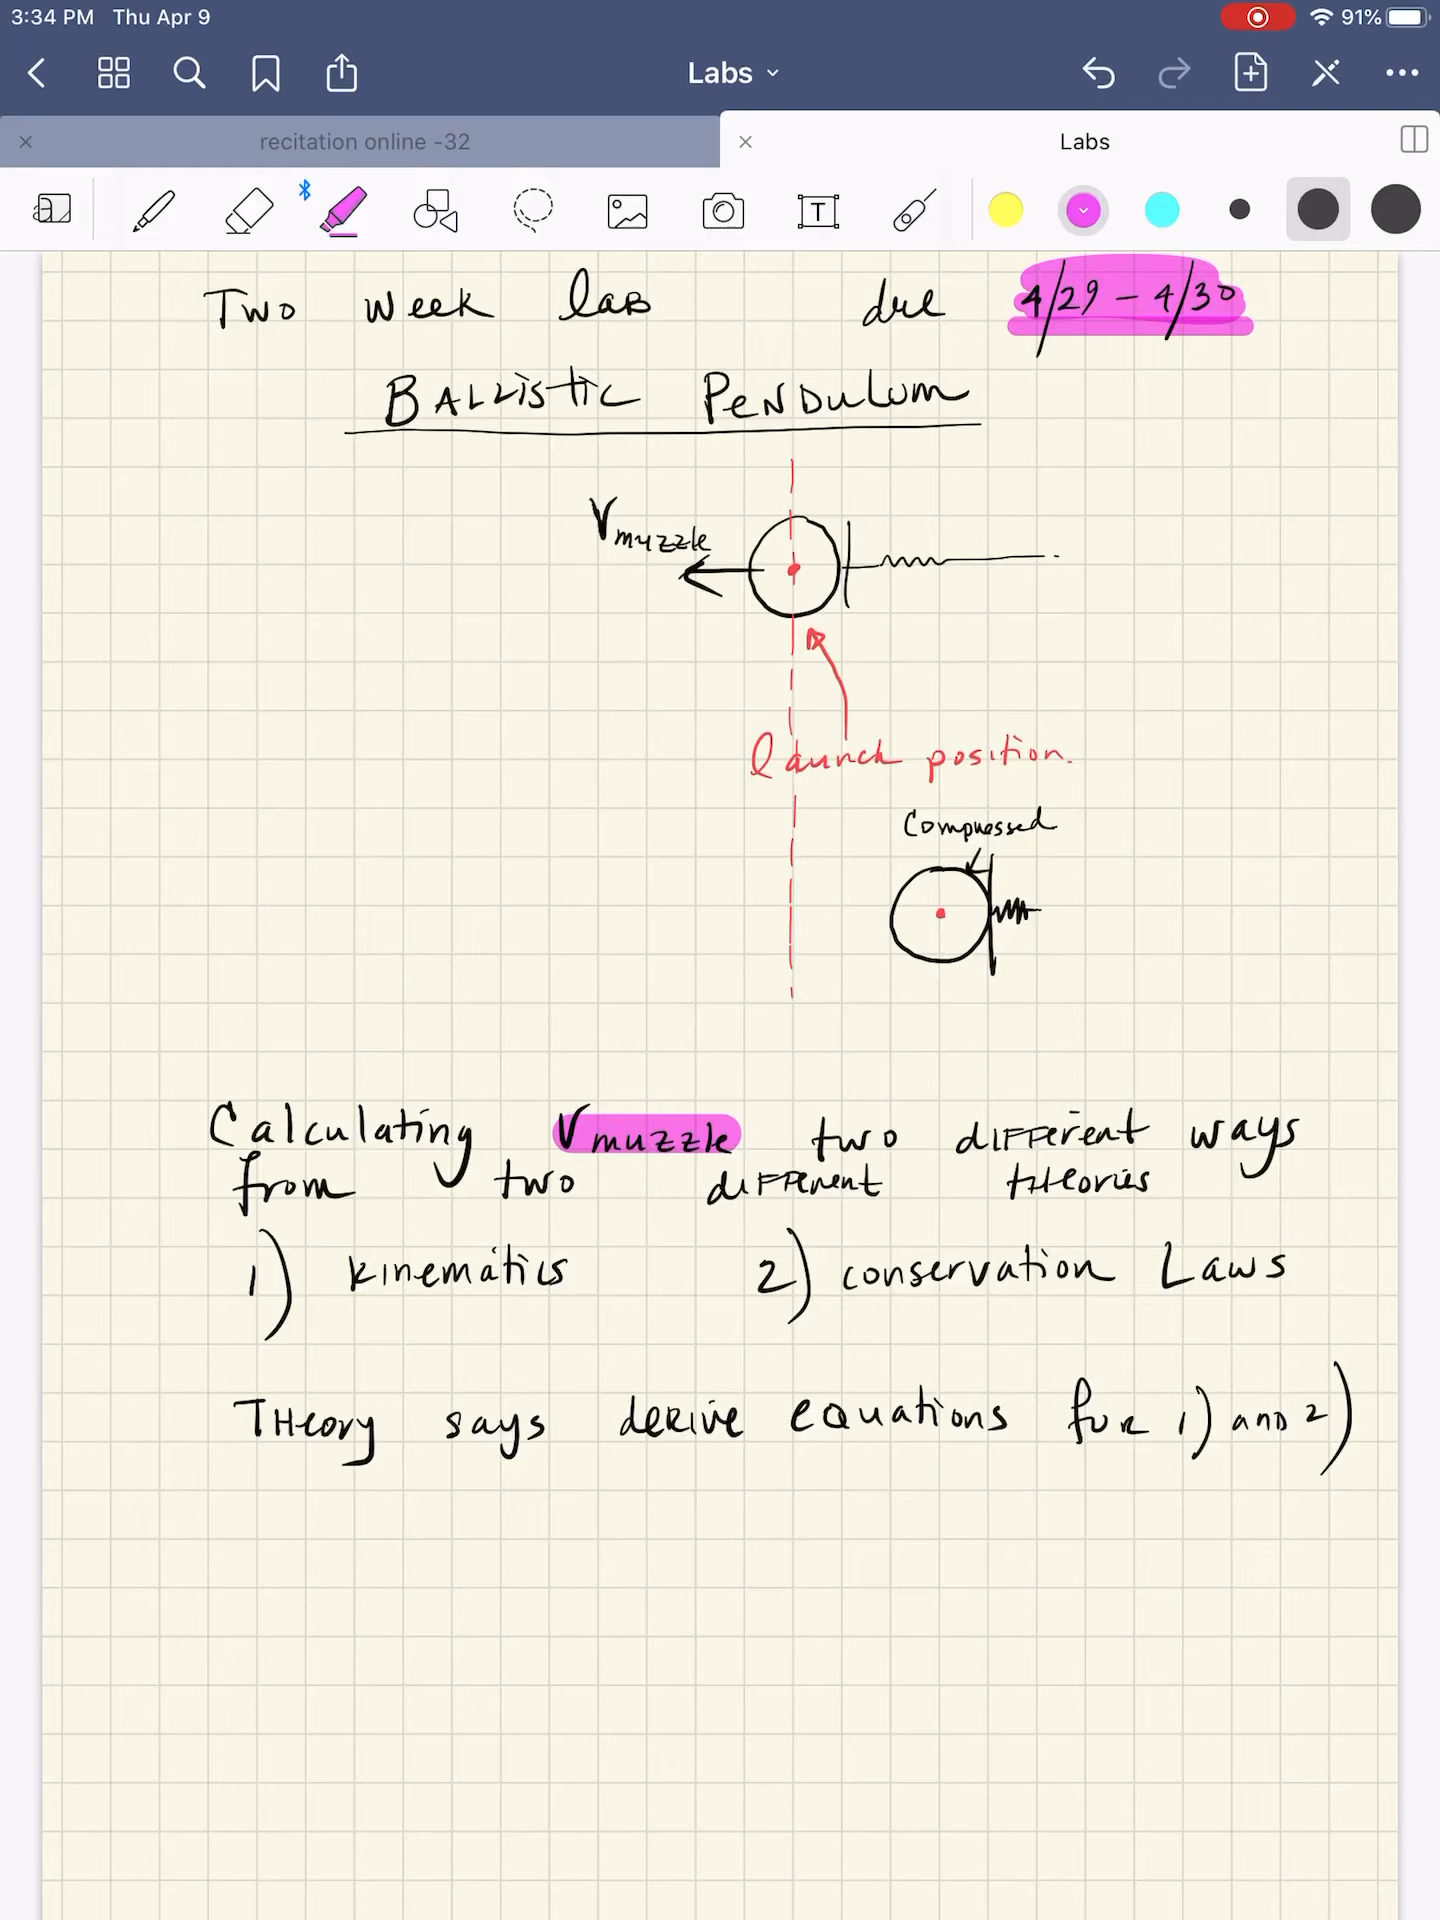 3:34 PM Thu Apr 9 91%
Labs
recitation online -32 Labs
Two week lab due 4/29 - 4/30
Ballistic Pendulum
Vmuzzle
launch position.
Compressed
Calculating Vmuzzle two different ways
from two different theories
1) kinematics 2) conservation Laws
Theory says derive equations for 1) and 2)